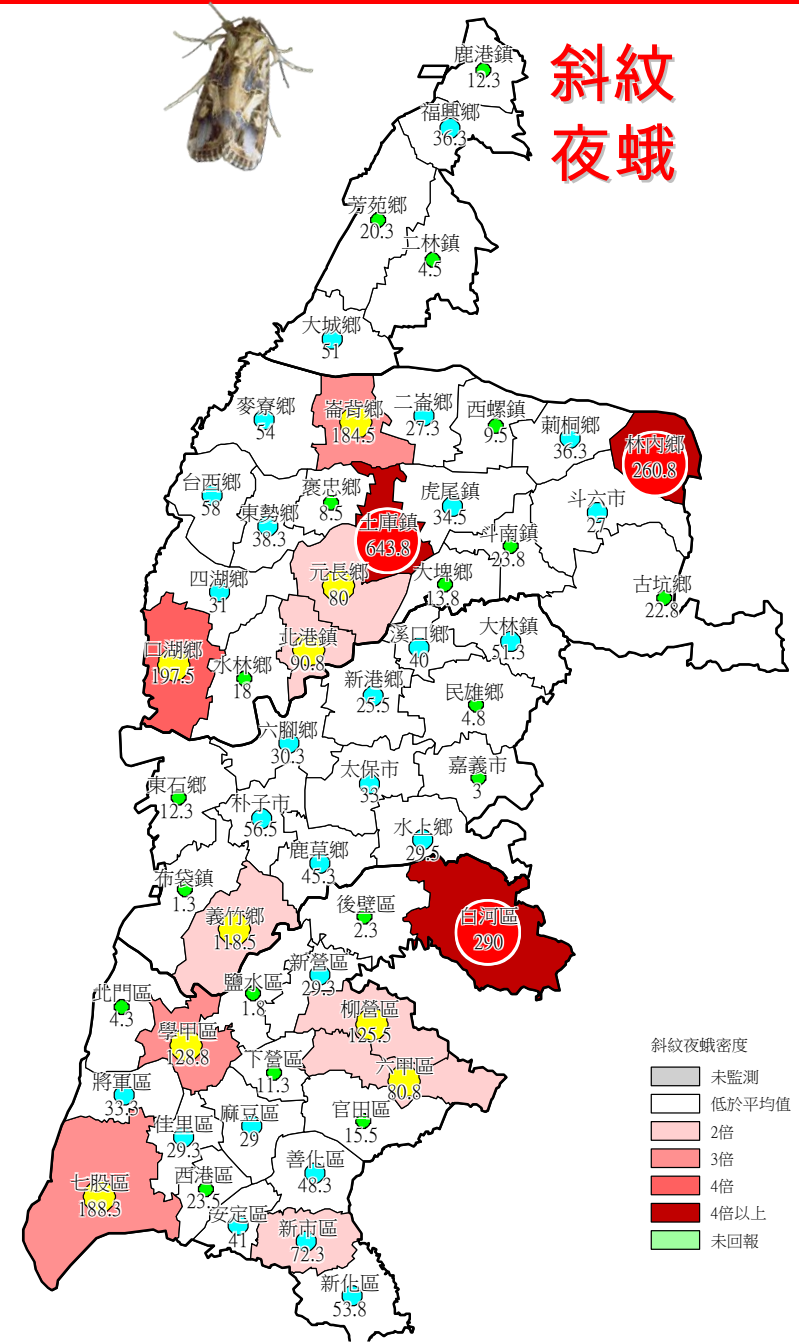 斜紋
夜蛾
鹿港鎮
12.3
福興鄉
36.3
芳苑鄉
20.3
二林鎮
4.5
大城鄉
51
麥寮鄉
54
崙背鄉
184.5
二崙鄉
27.3
西螺鎮
9.5
莿桐鄉
36.3
林內鄉
260.8
台西鄉
58
東勢鄉
38.3
褒忠鄉
8.5
土庫鎮
643.8
虎尾鎮
34.5
斗南鎮
23.8
斗六市
27
四湖鄉
31
元長鄉
80
大埤鄉
13.8
古坑鄉
22.8
口湖鄉
197.5
水林鄉
18
北港鎮
90.8
溪口鄉
40
大林鎮
51.3
新港鄉
25.5
民雄鄉
4.8
六腳鄉
30.3
太保市
33
嘉義市
3
東石鄉
12.3
朴子市
56.5
水上鄉
29.5
鹿草鄉
45.3
布袋鎮
1.3
義竹鄉
118.5
後壁區
2.3
白河區
290
新營區
29.3
鹽水區
1.8
北門區
4.3
學甲區
128.8
柳營區
125.5
下營區
11.3
六甲區
80.8
將軍區
33.3
佳里區
29.3
麻豆區
29
官田區
15.5
七股區
188.3
西港區
23.5
善化區
48.3
安定區
41
新市區
72.3
新化區
53.8
斜紋夜蛾密度
未監測
低於平均值
2倍
3倍
4倍
4倍以上
未回報